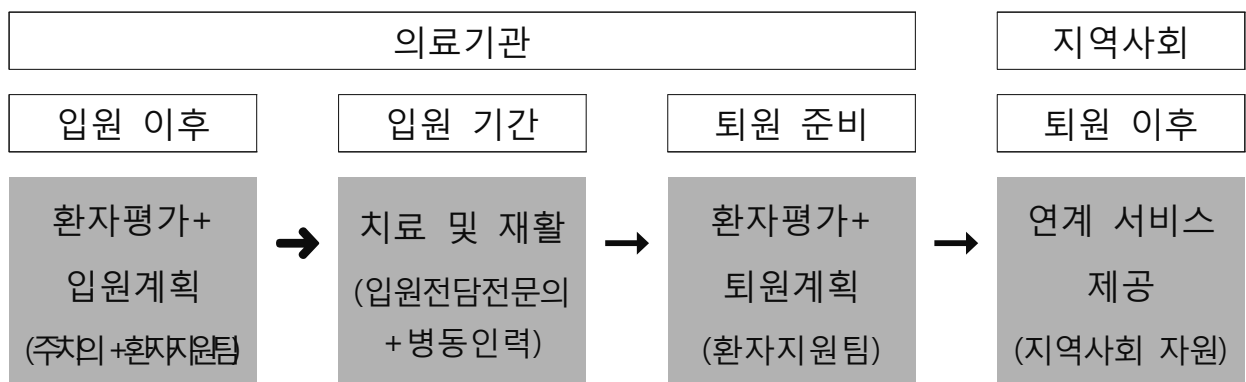 의료기관
지역사회
입원 이후
입원 기간
퇴원 준비
퇴원 이후
환자평가+
입원계획
(주치의+환자지원팀)
치료 및 재활
(입원전담전문의
+병동인력)
환자평가+
퇴원계획
(환자지원팀)
연계 서비스
제공
(지역사회 자원)